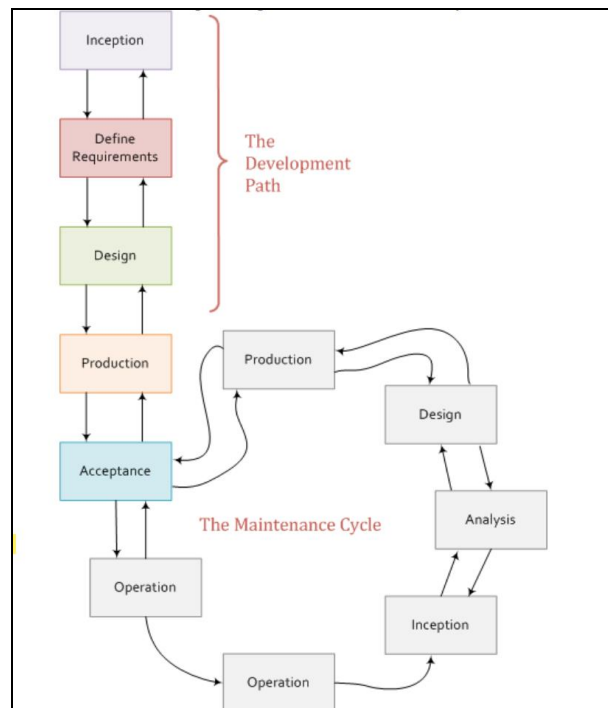 Inception
Define
Requirements
The
Development
Path
Design
Production
Production
Design
Acceptance
Analysis
The Maintenance Cycle
Operation
Inception
Operation